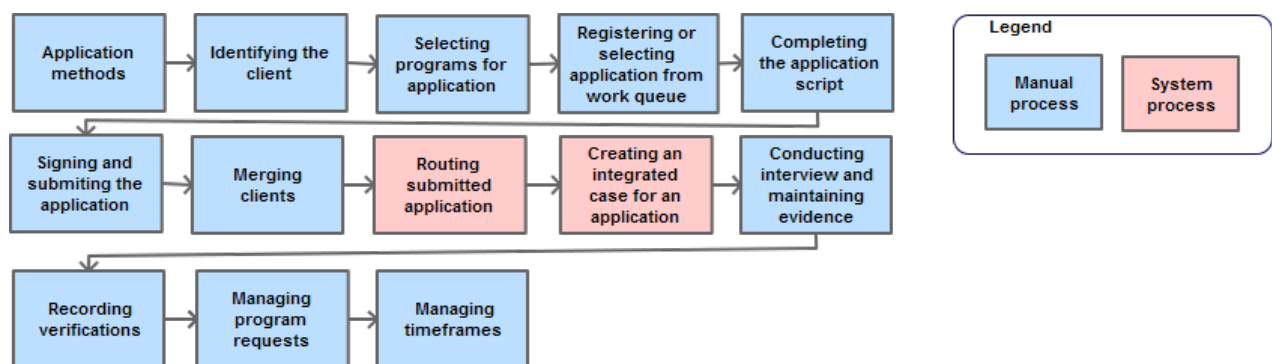 Application
methods
Identifying the
client
Selecting
programs for
application
Registering or
selecting
application from
work queue
Completing
the application
script
Legend
Manual
process
System
process
Signing and
submiting the
application
Merging
clients
Routing
submitted
application
Creating an
integrated
case for an
application
Conducting
interview and
maintaining
evidence
Recording
verifications
Managing
program
requests
Managing
timeframes